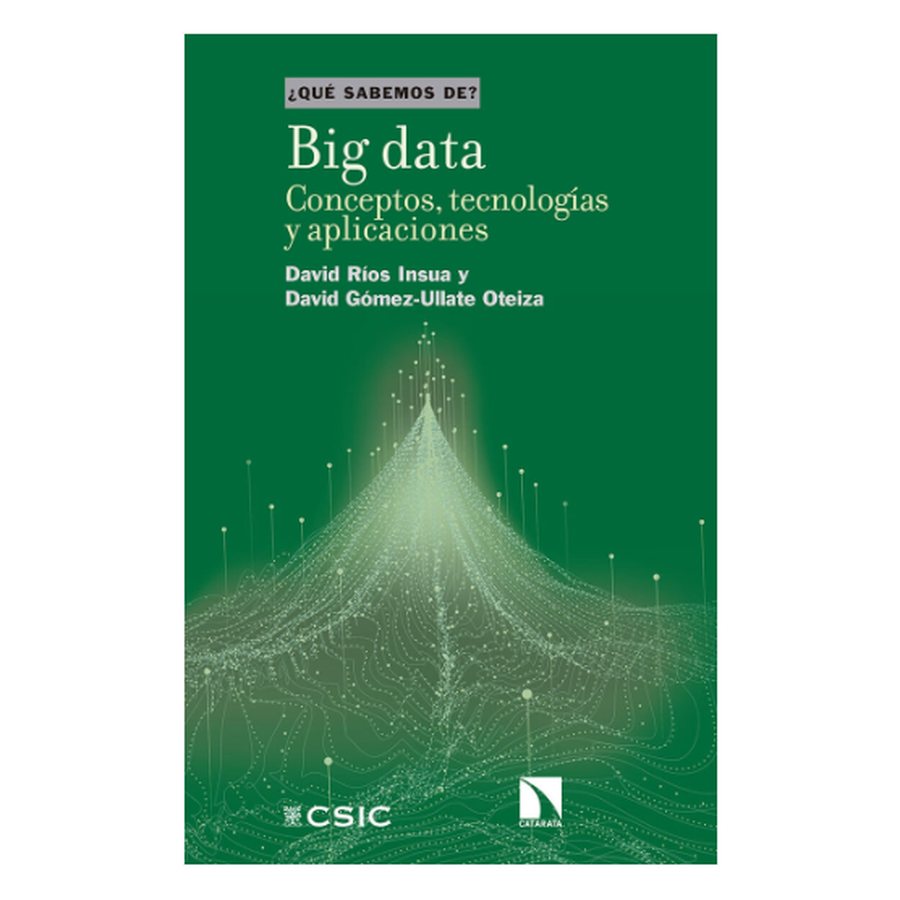 ¿QUÉ SABEMOS DE?
Big data
Conceptos, tecnologías
y aplicaciones
David Ríos Insua y
David Gómez-Ullate Oteiza
CSIC
CATARATA